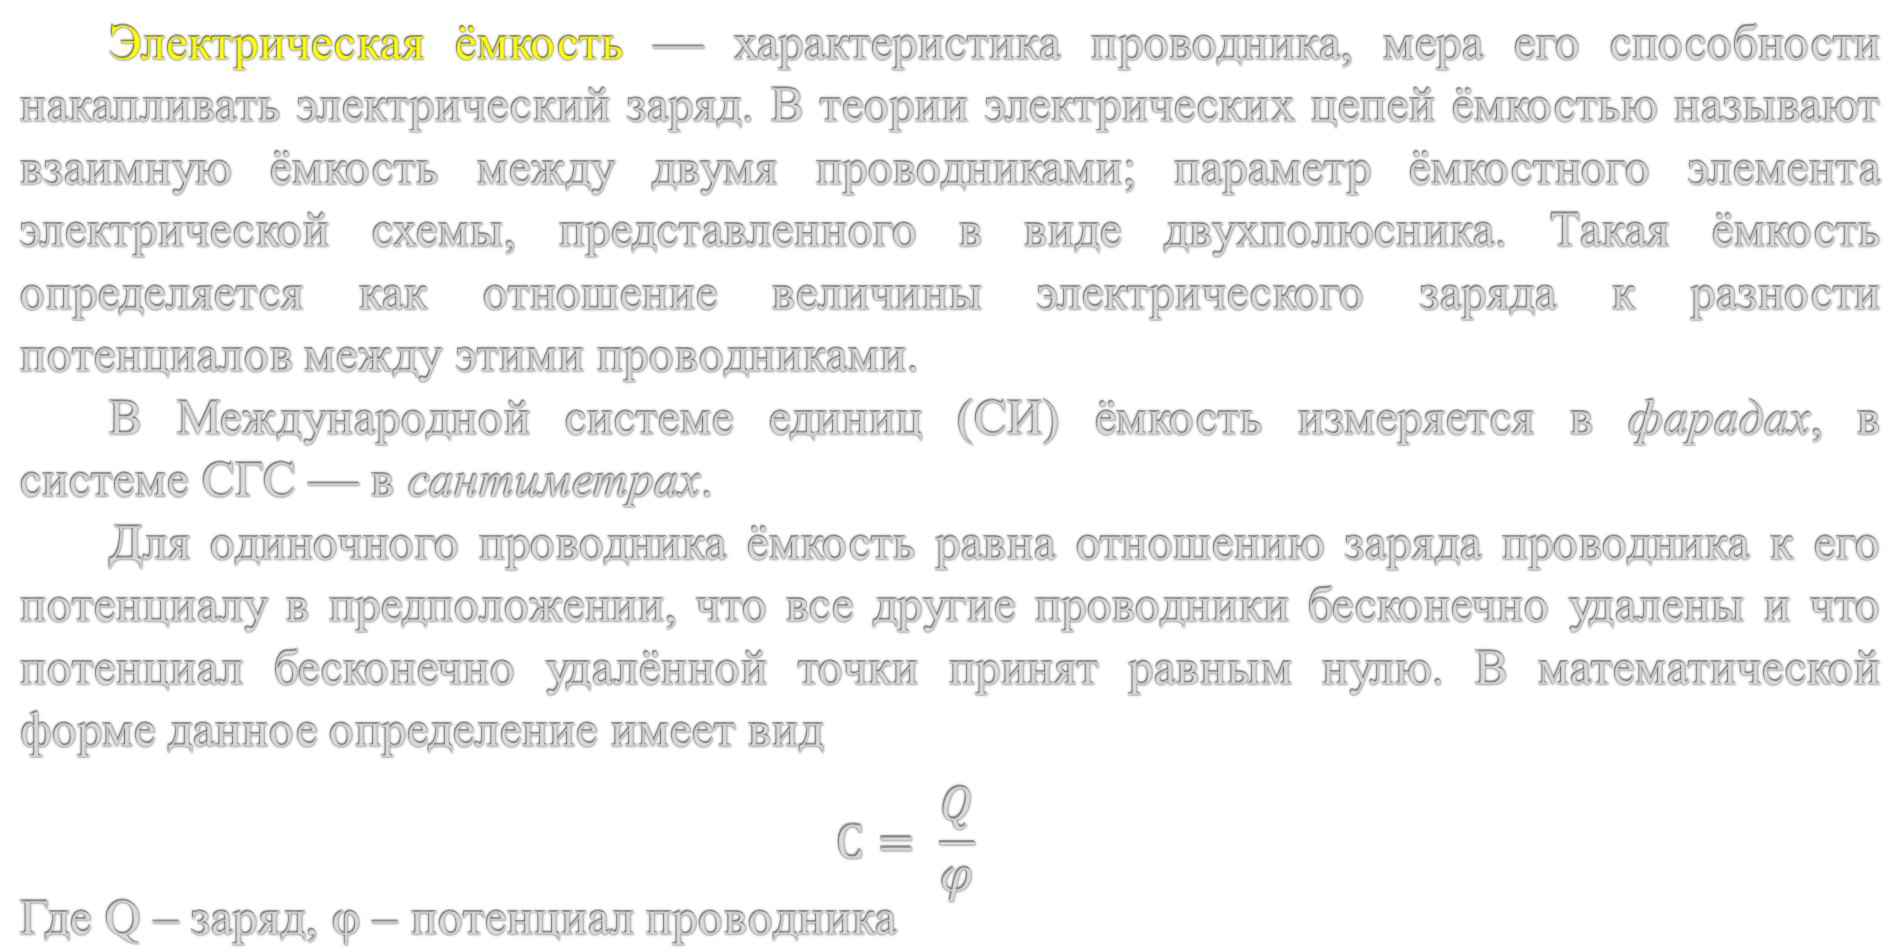 Электрическая ёмкость — характеристика проводника, мера его способности
накапливать электрический заряд. В теории электрических цепей ёмкостью называют
взаимную ёмкость между двумя проводниками; параметр ёмкостного элемента
электрической схемы, представленного в виде двухполюсника. Такая ёмкость
определяется как отношение величины электрического заряда к разности
потенциалов между этими проводниками.
В Международной системе единиц (СИ) ёмкость измеряется в фарадах, в
системе СГС — в сантиметрах.
Для одиночного проводника ёмкость равна отношению заряда проводника к его
потенциалу в предположении, что все другие проводники бесконечно удалены и что
потенциал бесконечно удалённой точки принят равным нулю. В математической
форме данное определение имеет вид
C = Q/φ
Где Q – заряд, φ – потенциал проводника